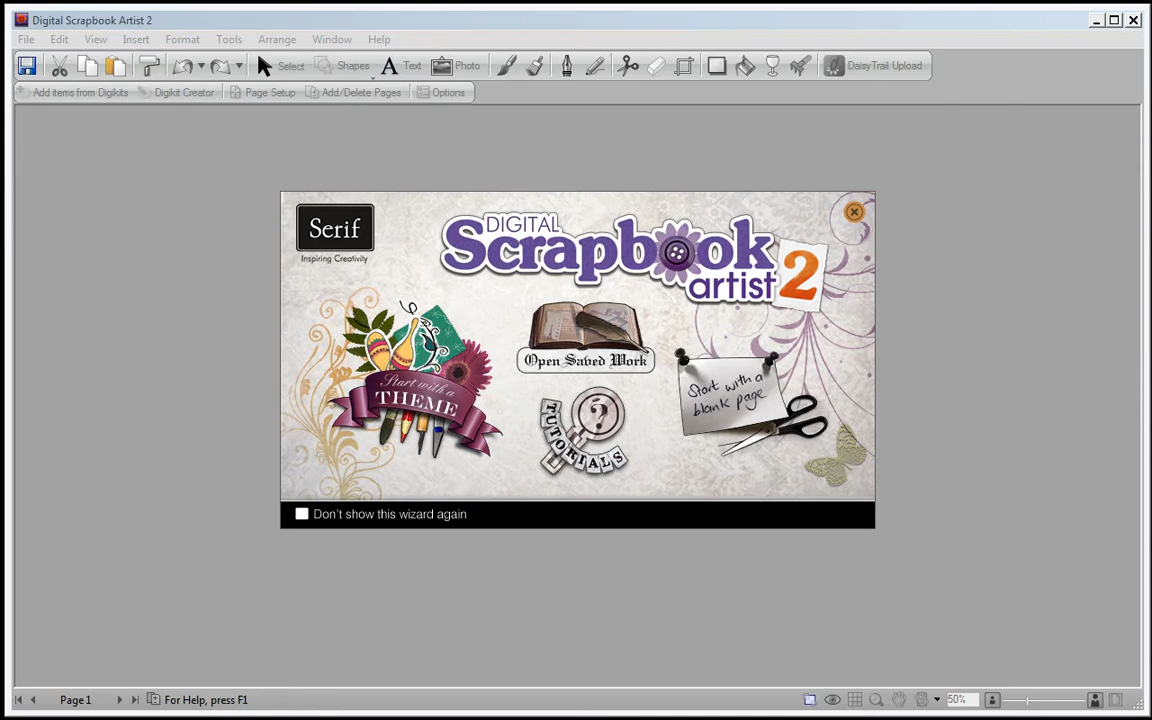 Digital Scrapbook Artist 2
File Edit View Insert Format Tools Arrange Window Help
Select Shapes A Text Photo DaisyTrail Upload
Add items from Digikits Digikit Creator Page Setup Add/Delete Pages Options
Serif
Inspiring Creativity
DIGITAL
Scrapbook
artist 2
Open Saved Work
Start with a
THEME
Start with a
blank page
?
TUTORIALS
Don't show this wizard again
Page 1 For Help, press F1 50%